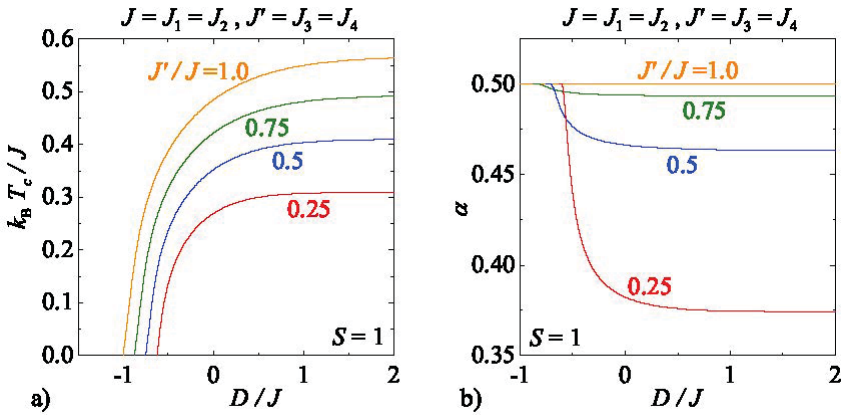 J = J₁ = J₂ , J′ = J₃ = J₄
k_B T_c / J
0.6
0.5
0.4
0.3
0.2
0.1
0.0
J′ / J = 1.0
0.75
0.5
0.25
S = 1
-1
0
1
2
a)
D / J
J = J₁ = J₂ , J′ = J₃ = J₄
α
0.50
0.45
0.40
0.35
J′ / J = 1.0
0.75
0.5
0.25
S = 1
-1
0
1
2
b)
D / J